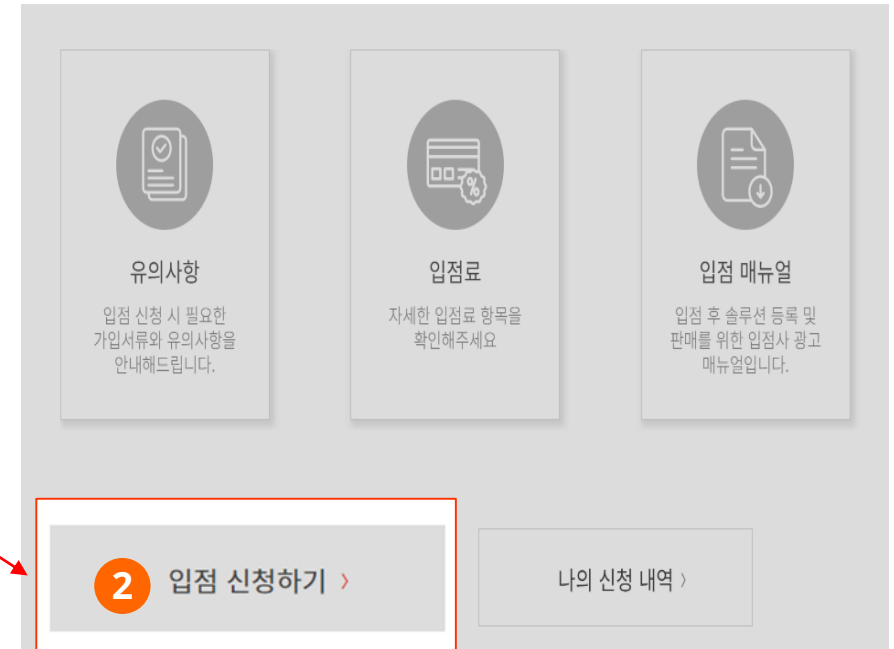 유의사항
입점 신청 시 필요한
가입서류와 유의사항을
안내해드립니다.
입점료
자세한 입점료 항목을
확인해주세요
입점 매뉴얼
입점 후 솔루션 등록 및
판매를 위한 입점사 광고
매뉴얼입니다.
2 입점 신청하기 〉
나의 신청 내역 〉